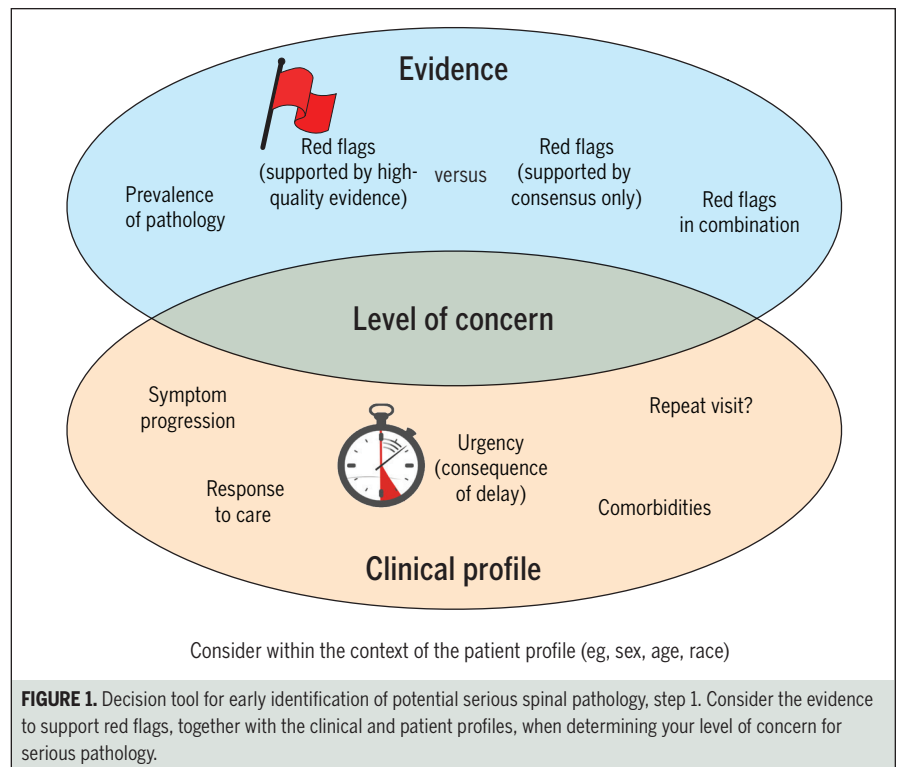 Evidence
Red flags
(supported by high-
quality evidence)
versus
Red flags
(supported by
consensus only)
Prevalence
of pathology
Red flags
in combination
Level of concern
Symptom
progression
Repeat visit?
Urgency
(consequence
of delay)
Response
to care
Comorbidities
Clinical profile
Consider within the context of the patient profile (eg, sex, age, race)
FIGURE 1. Decision tool for early identification of potential serious spinal pathology, step 1. Consider the evidence
to support red flags, together with the clinical and patient profiles, when determining your level of concern for
serious pathology.